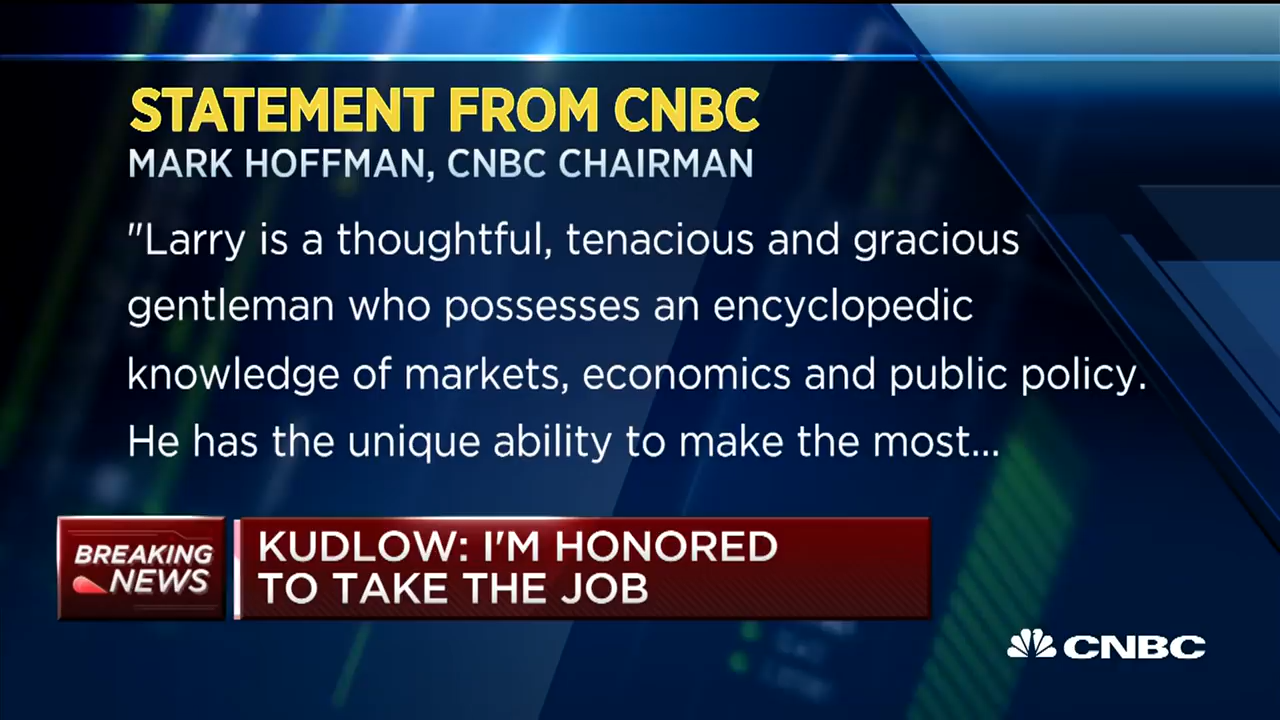 STATEMENT FROM CNBC
MARK HOFFMAN, CNBC CHAIRMAN
"Larry is a thoughtful, tenacious and gracious
gentleman who possesses an encyclopedic
knowledge of markets, economics and public policy.
He has the unique ability to make the most...
BREAKING
NEWS
KUDLOW: I'M HONORED
TO TAKE THE JOB
CNBC